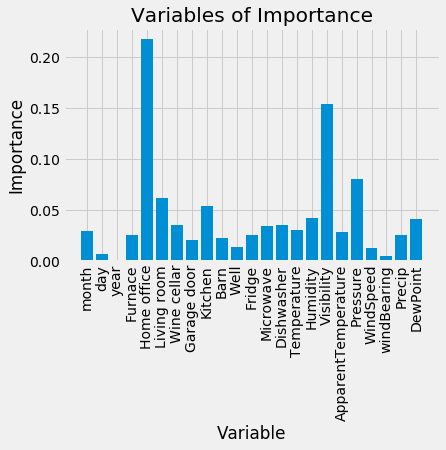 Variables of Importance
0.20
0.15
0.10
0.05
0.00
Importance
month
day
year
Furnace
Home office
Living room
Wine cellar
Garage door
Kitchen
Barn
Well
Fridge
Microwave
Dishwasher
Temperature
Humidity
Visibility
ApparentTemperature
Pressure
WindSpeed
windBearing
Precip
DewPoint
Variable